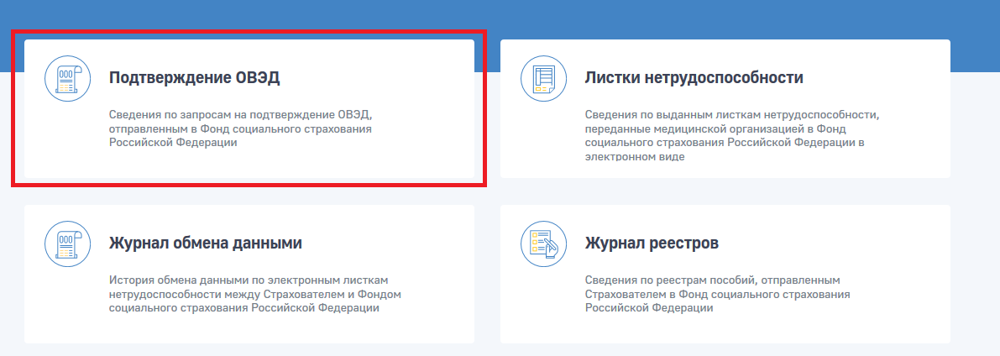 Подтверждение ОВЭД
Сведения по запросам на подтверждение ОВЭД,
отправленным в Фонд социального страхования
Российской Федерации
Листки нетрудоспособности
Сведения по выданным листкам нетрудоспособности,
переданные медицинской организацией в Фонд
социального страхования Российской Федерации в
электронном виде
Журнал обмена данными
История обмена данными по электронным листкам
нетрудоспособности между Страхователем и Фондом
социального страхования Российской Федерации
Журнал реестров
Сведения по реестрам пособий, отправленным
Страхователем в Фонд социального страхования
Российской Федерации